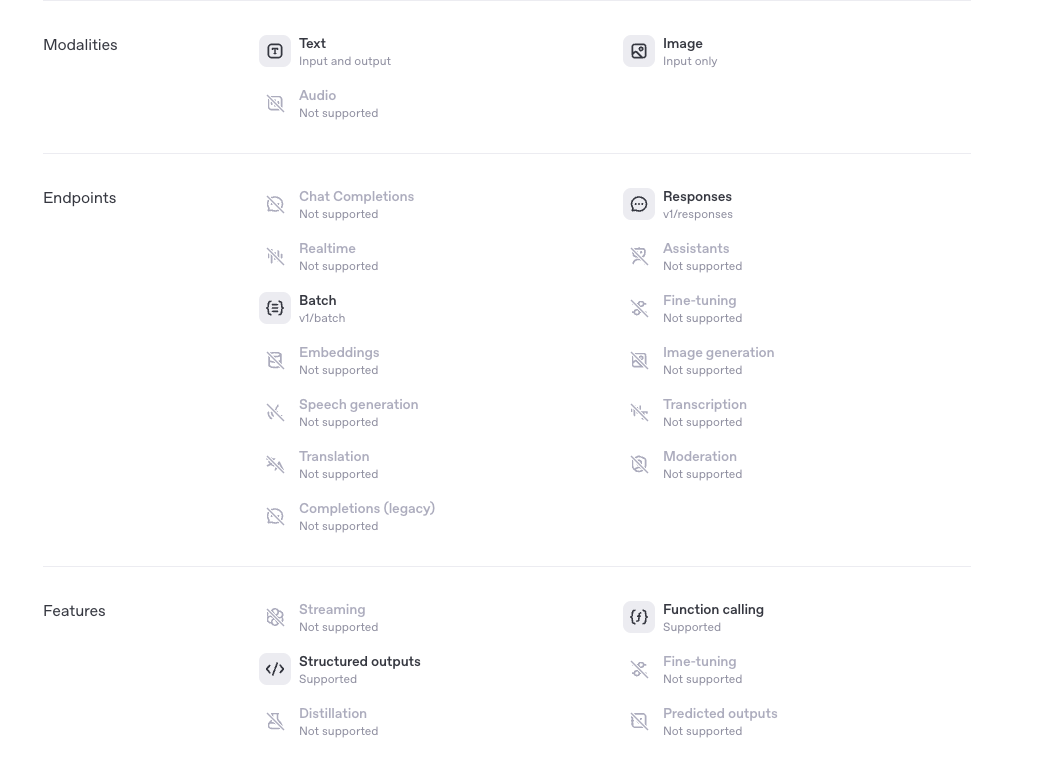 Modalities
Text
Input and output
Image
Input only
Audio
Not supported
Endpoints
Chat Completions
Not supported
Responses
v1/responses
Realtime
Not supported
Assistants
Not supported
Batch
v1/batch
Fine-tuning
Not supported
Embeddings
Not supported
Image generation
Not supported
Speech generation
Not supported
Transcription
Not supported
Translation
Not supported
Moderation
Not supported
Completions (legacy)
Not supported
Features
Streaming
Not supported
Function calling
Supported
Structured outputs
Supported
Fine-tuning
Not supported
Distillation
Not supported
Predicted outputs
Not supported